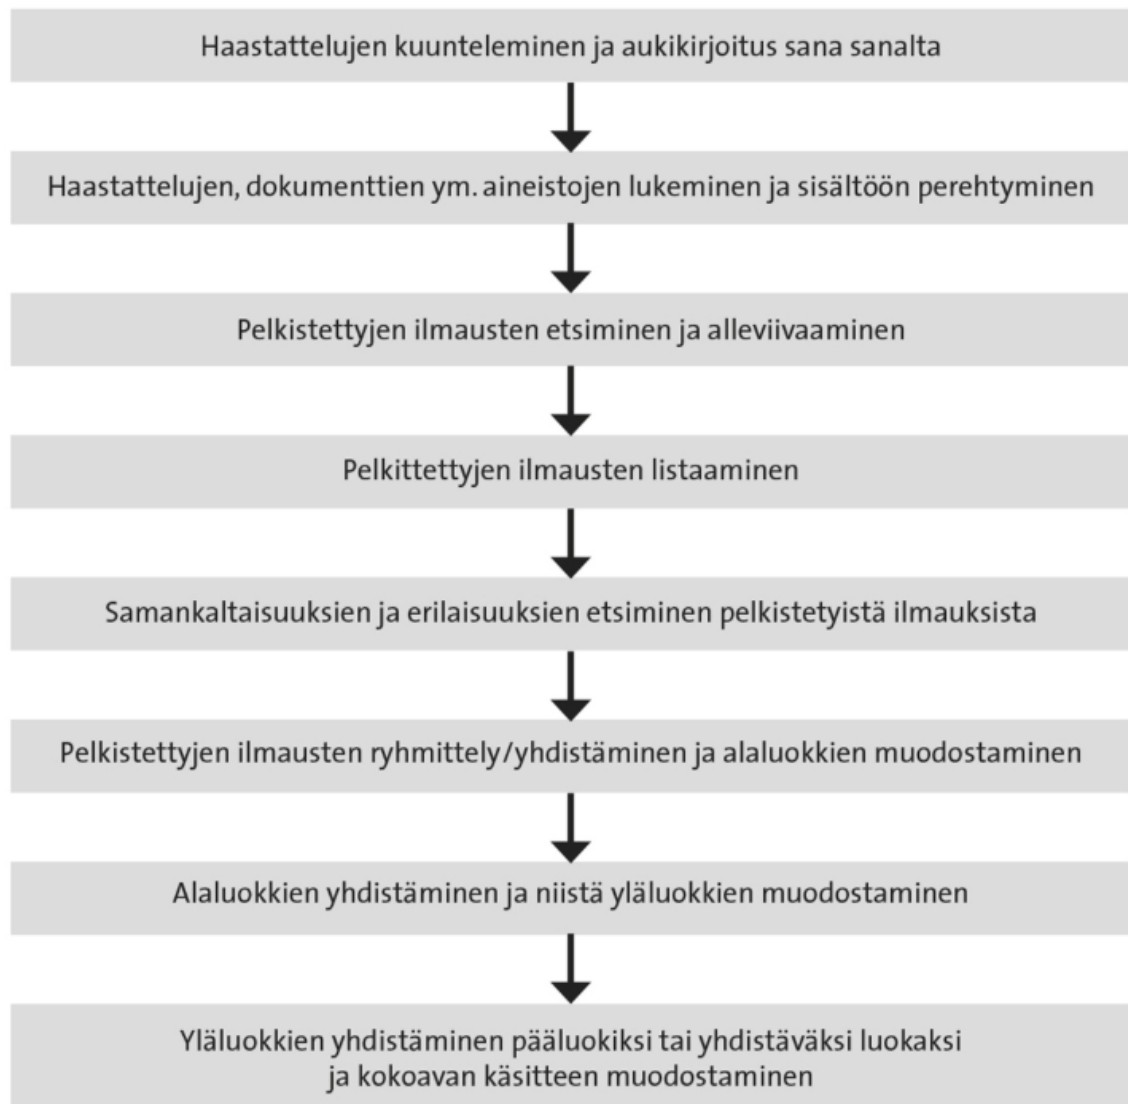 Haastattelujen kuunteleminen ja aukikirjoitus sana sanalta
Haastattelujen, dokumenttien ym. aineistojen lukeminen ja sisältöön perehtyminen
Pelkistettyjen ilmausten etsiminen ja alleviivaaminen
Pelkittettyjen ilmausten listaaminen
Samankaltaisuuksien ja erilaisuuksien etsiminen pelkistetyistä ilmauksista
Pelkistettyjen ilmausten ryhmittely/yhdistäminen ja alaluokkien muodostaminen
Alaluokkien yhdistäminen ja niistä yläluokkien muodostaminen
Yläluokkien yhdistäminen pääluokiksi tai yhdistäväksi luokaksi
ja kokoavan käsitteen muodostaminen